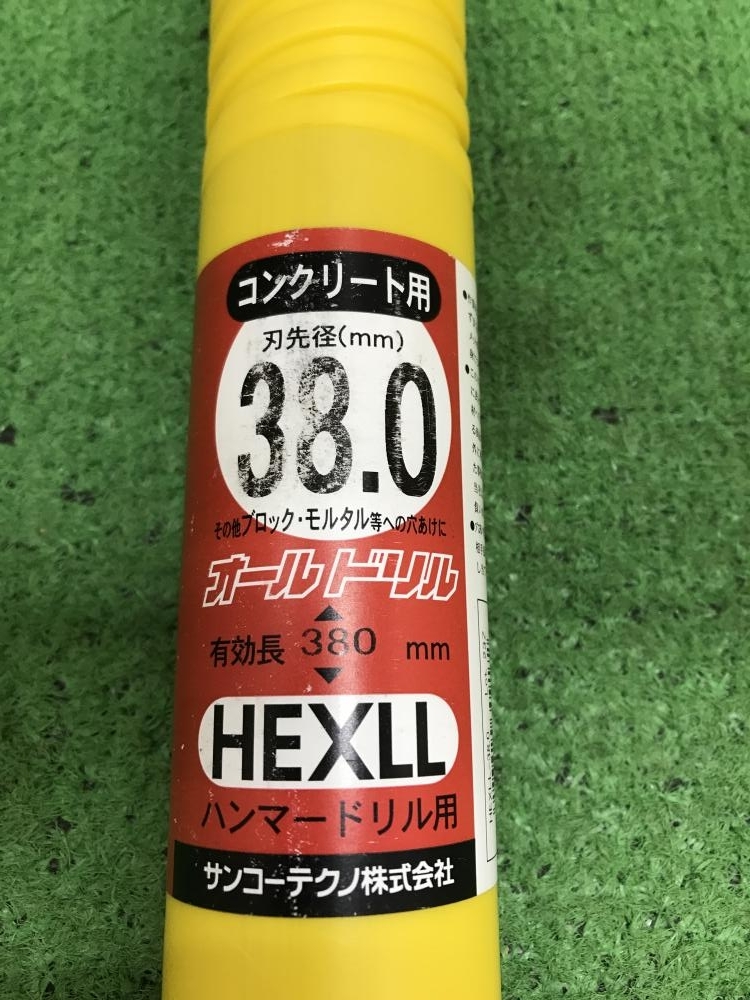 コンクリート用
刃先径(mm)
38.0
その他ブロック・モルタル等への穴あけに
オールドリル
有効長 380 mm
HEXLL
ハンマードリル用
サンコーテクノ株式会社